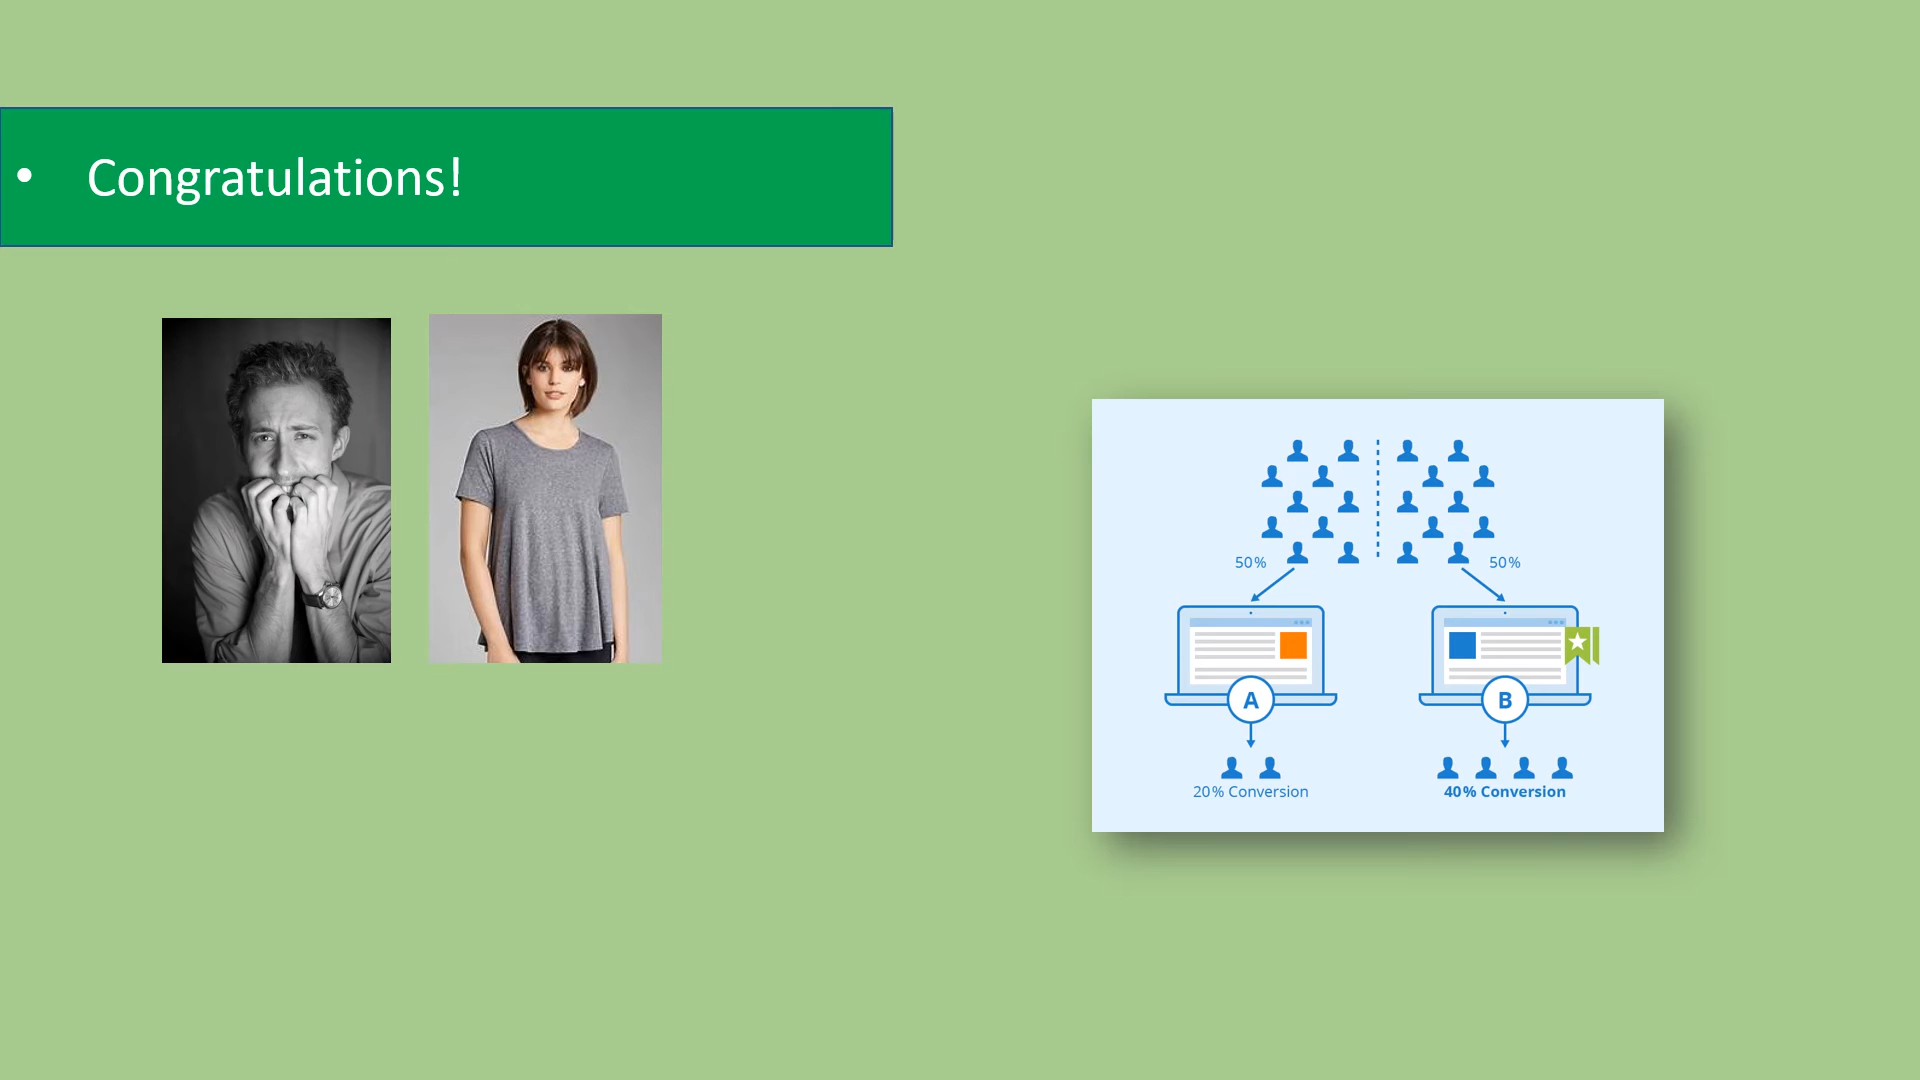 • Congratulations!
50%
50%
A
B
20% Conversion
40% Conversion